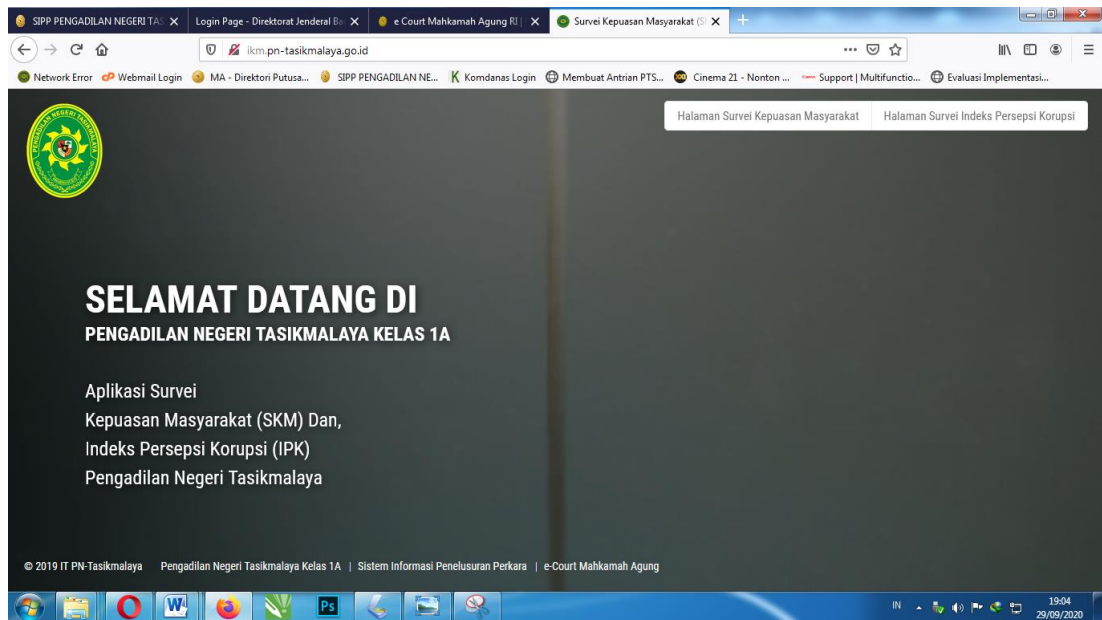 SIPP PENGADILAN NEGERI TAS
Login Page - Direktorat Jenderal Ba
e Court Mahkamah Agung RI |
Survei Kepuasan Masyarakat (S
ikm.pn-tasikmalaya.go.id
Network Error
Webmail Login
MA - Direktori Putusa...
SIPP PENGADILAN NE...
Komdanas Login
Membuat Antrian PTS...
Cinema 21 - Nonton ...
Support | Multifunctio...
Evaluasi Implementasi...
Halaman Survei Kepuasan Masyarakat
Halaman Survei Indeks Persepsi Korupsi
SELAMAT DATANG DI
PENGADILAN NEGERI TASIKMALAYA KELAS 1A
Aplikasi Survei
Kepuasan Masyarakat (SKM) Dan,
Indeks Persepsi Korupsi (IPK)
Pengadilan Negeri Tasikmalaya
© 2019 IT PN-Tasikmalaya Pengadilan Negeri Tasikmalaya Kelas 1A | Sistem Informasi Penelusuran Perkara | e-Court Mahkamah Agung
IN
19:04
29/09/2020